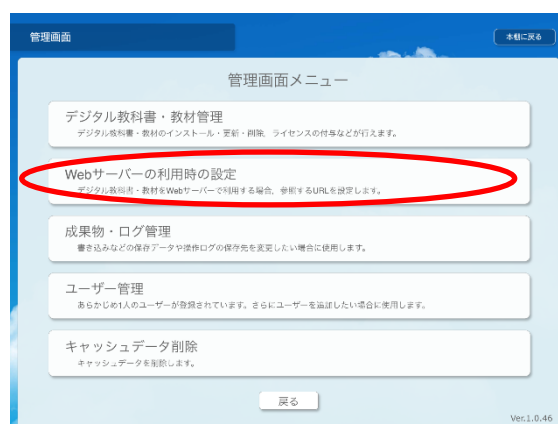 管理画面
本棚に戻る
管理画面メニュー
デジタル教科書・教材管理
デジタル教科書・教材のインストール・更新・削除、ライセンスの付与などが行えます。
Webサーバーの利用時の設定
デジタル教科書・教材をWebサーバーで利用する場合、参照するURLを設定します。
成果物・ログ管理
書き込みなどの保存データや操作ログの保存先を変更したい場合に使用します。
ユーザー管理
あらかじめ1人のユーザーが登録されています。さらにユーザーを追加したい場合に使用します。
キャッシュデータ削除
キャッシュデータを削除します。
戻る
Ver.1.0.46